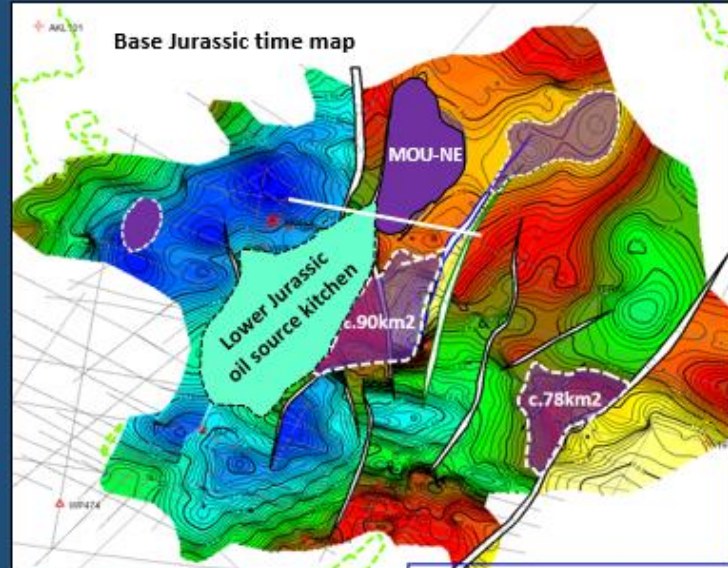 AKL101
Base Jurassic time map
MOU-NE
Lower Jurassic
oil source kitchen
c.90km2
c.78km2
WP474